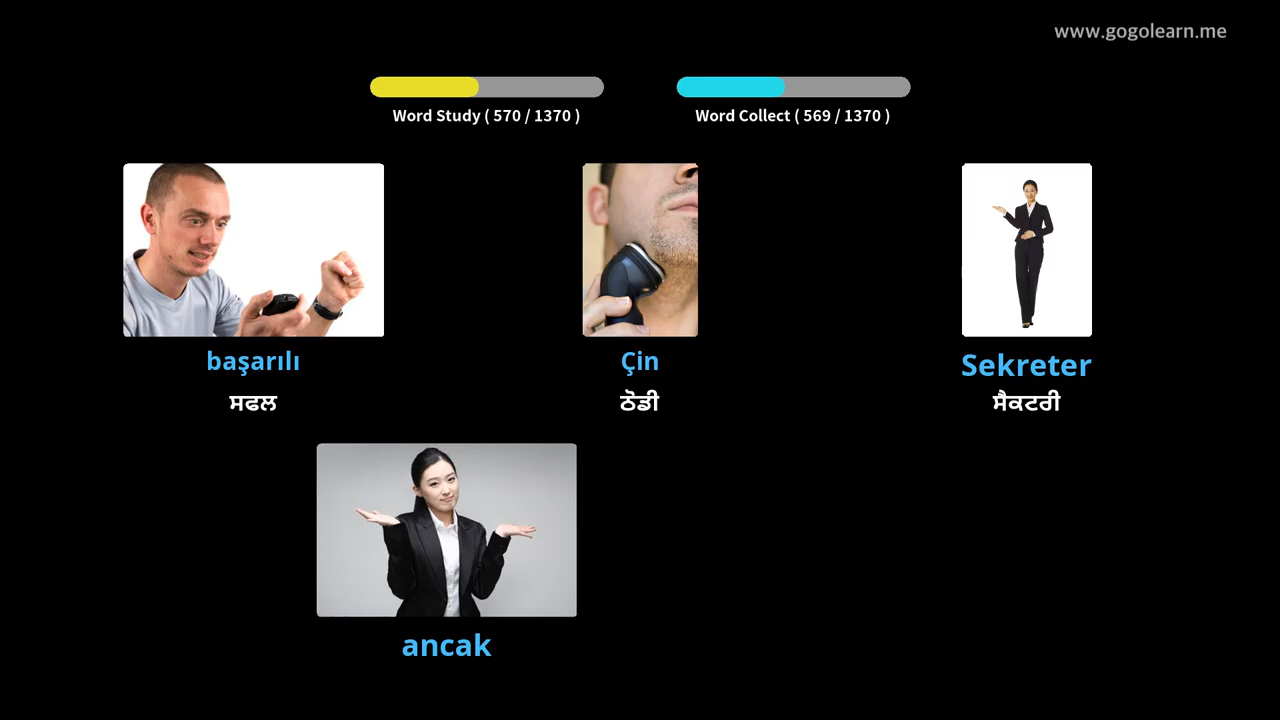 www.gogolearn.me
Word Study ( 570 / 1370 )
Word Collect ( 569 / 1370 )
başarılı
Çin
Sekreter
ਸਫਲ
ਠੋਡੀ
ਸੈਕਟਰੀ
ancak